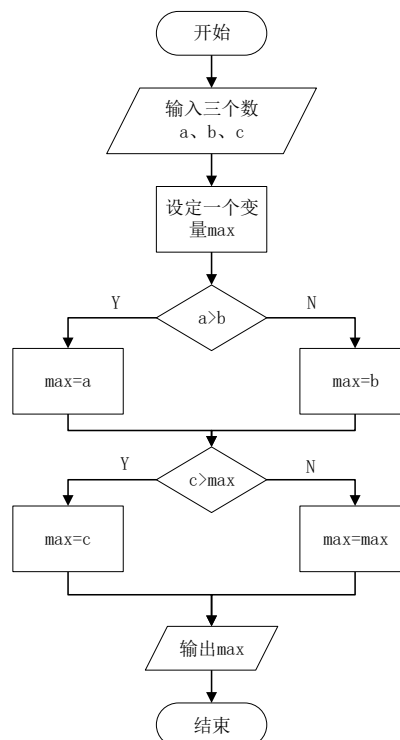 开始
输入三个数
a、b、c
设定一个变
量max
Y
N
a>b
max=a
max=b
Y
N
c>max
max=c
max=max
输出max
结束